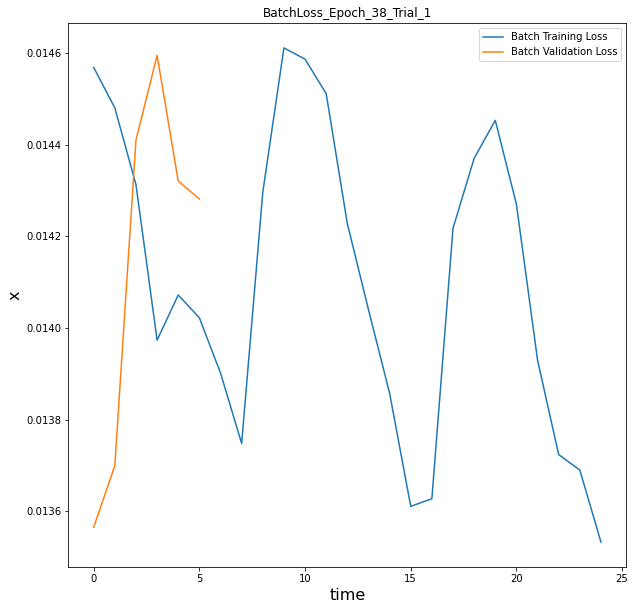 BatchLoss_Epoch_38_Trial_1
Batch Training Loss
Batch Validation Loss
0.0146
0.0144
0.0142
0.0140
0.0138
0.0136
x
0
5
10
15
20
25
time